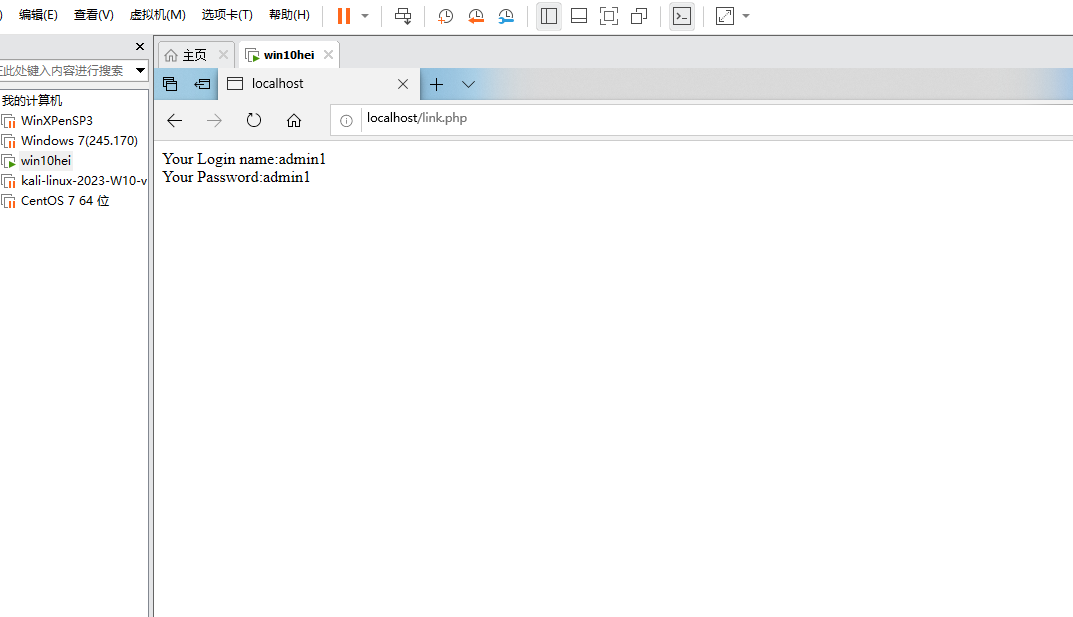 ) 编辑(E) 查看(V) 虚拟机(M) 选项卡(T) 帮助(H)
主页 win10hei
在此处键入内容进行搜索
localhost
我的计算机
WinXPenSP3
Windows 7(245.170)
win10hei
kali-linux-2023-W10-v
CentOS 7 64 位
localhost/link.php
Your Login name:admin1
Your Password:admin1